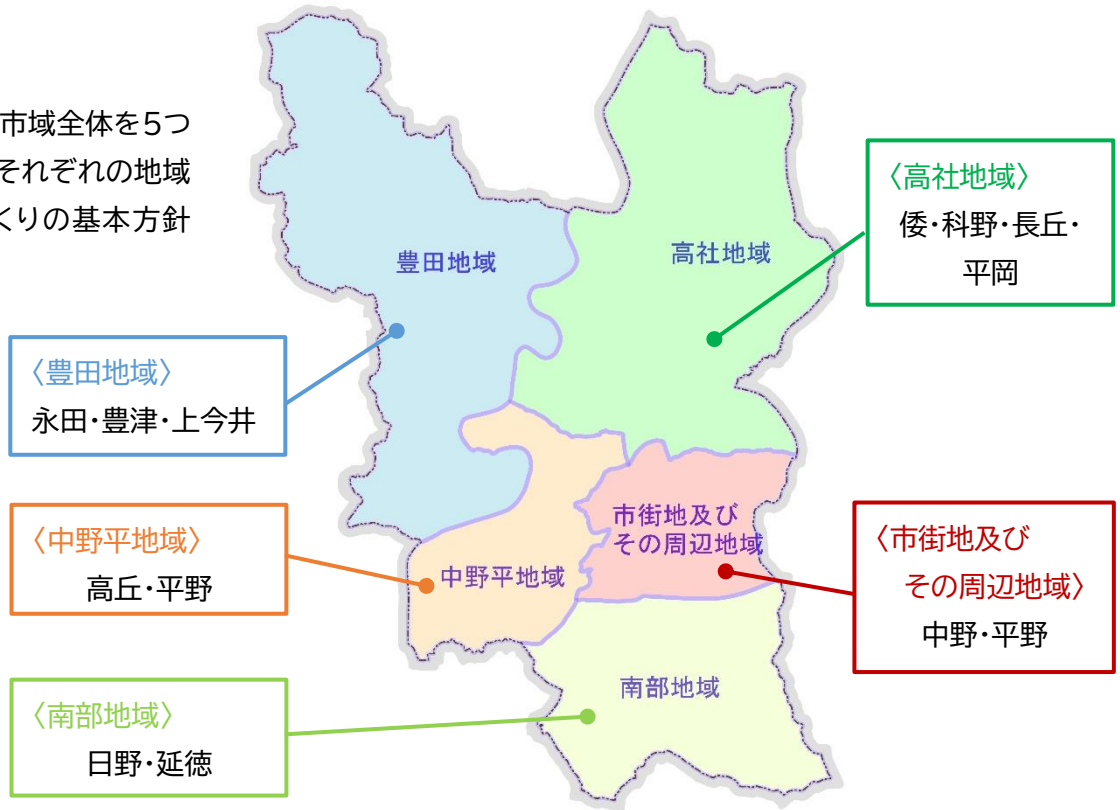 市域全体を5つ
それぞれの地域
くりの基本方針
豊田地域
高社地域
〈高社地域〉
倭・科野・長丘・
平岡
〈豊田地域〉
永田・豊津・上今井
〈中野平地域〉
高丘・平野
市街地及び
その周辺地域
中野平地域
〈市街地及び
その周辺地域〉
中野・平野
南部地域
〈南部地域〉
日野・延徳